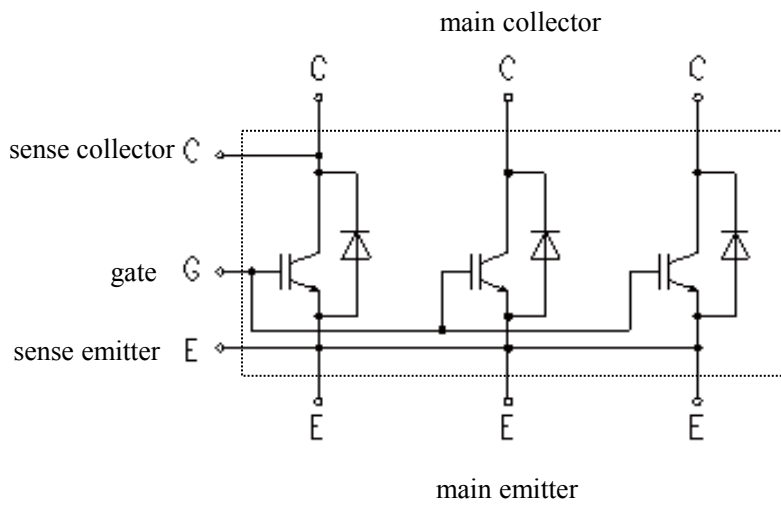 main collector
C C C
sense collector C
gate G
sense emitter E
E E E
main emitter